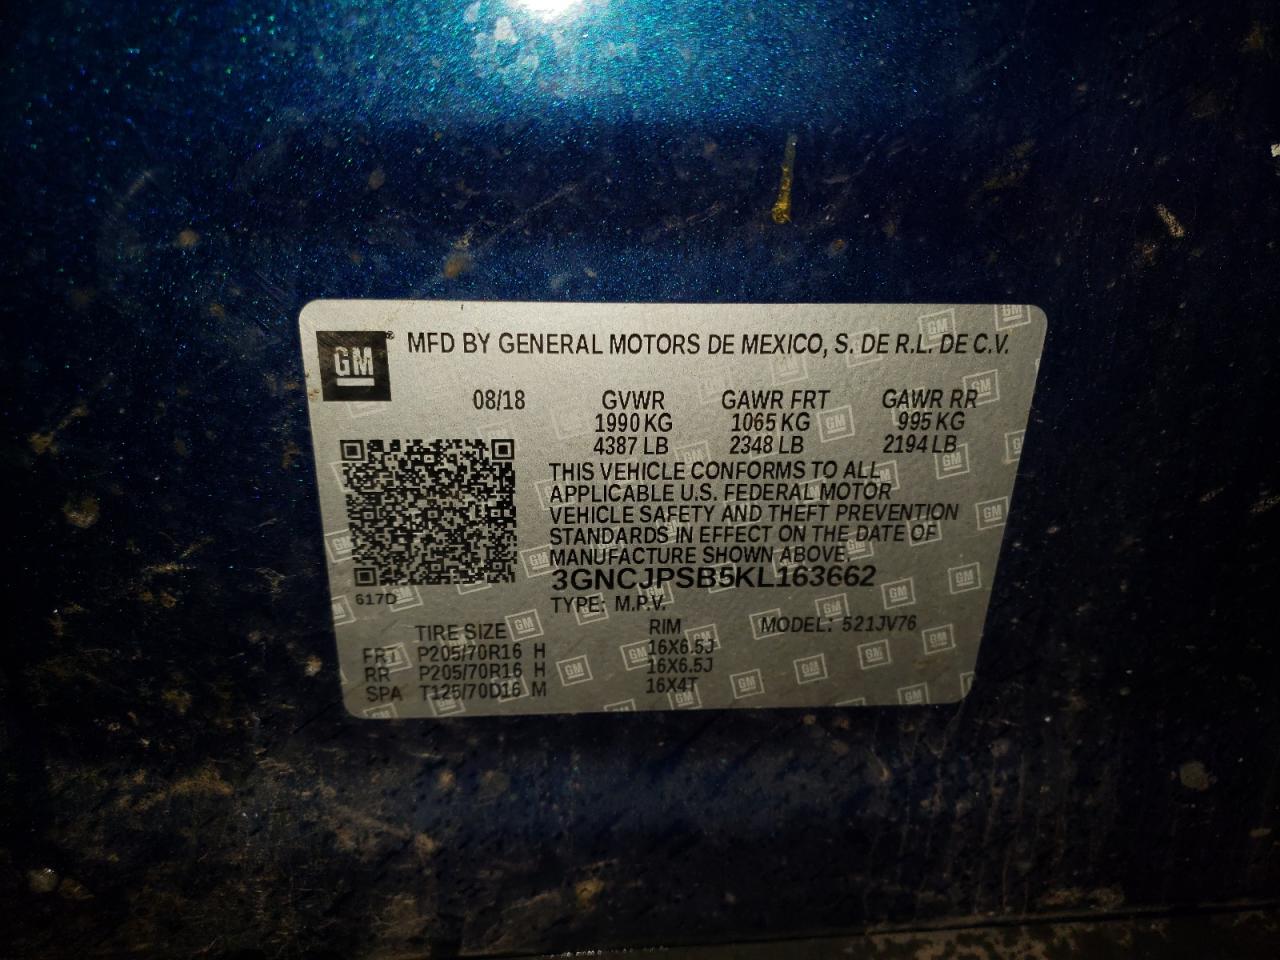 GM
MFD BY GENERAL MOTORS DE MEXICO, S. DE R.L. DE C.V.
08/18 GVWR GAWR FRT GAWR RR
1990 KG 1065 KG 995 KG
4387 LB 2348 LB 2194 LB
THIS VEHICLE CONFORMS TO ALL
APPLICABLE U.S. FEDERAL MOTOR
VEHICLE SAFETY AND THEFT PREVENTION
STANDARDS IN EFFECT ON THE DATE OF
MANUFACTURE SHOWN ABOVE.
3GNCJPSB5KL163662
617D
TYPE: M.P.V.
TIRE SIZE RIM MODEL: 521JV76
FRT P205/70R16 H 16X6.5J
RR P205/70R16 H 16X6.5J
SPA T125/70D16 M 16X4T